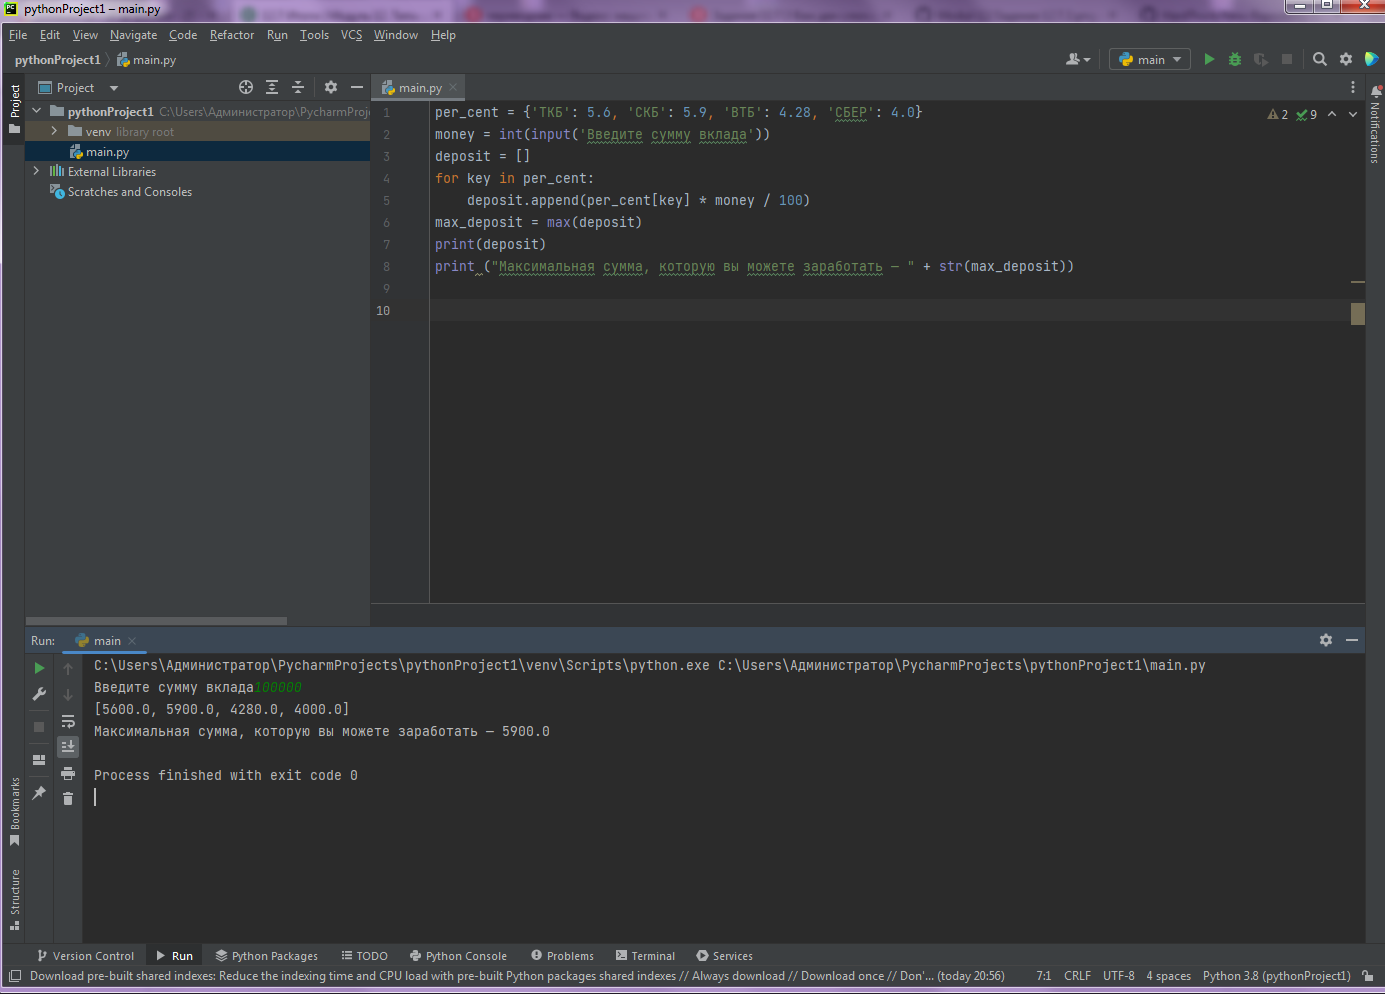 pythonProject1 – main.py
File Edit View Navigate Code Refactor Run Tools VCS Window Help
pythonProject1 main.py
main
Project
main.py
Project
pythonProject1 C:\Users\Администратор\PycharmProj
venv library root
main.py
External Libraries
Scratches and Consoles
1 per_cent = {'ТКБ': 5.6, 'СКБ': 5.9, 'ВТБ': 4.28, 'СБЕР': 4.0}
2 money = int(input('Введите сумму вклада'))
3 deposit = []
4 for key in per_cent:
5 deposit.append(per_cent[key] * money / 100)
6 max_deposit = max(deposit)
7 print(deposit)
8 print ("Максимальная сумма, которую вы можете заработать — " + str(max_deposit))
9
10
2 9
Notifications
Run: main
C:\Users\Администратор\PycharmProjects\pythonProject1\venv\Scripts\python.exe C:\Users\Администратор\PycharmProjects\pythonProject1\main.py
Введите сумму вклада100000
[5600.0, 5900.0, 4280.0, 4000.0]
Максимальная сумма, которую вы можете заработать — 5900.0
Process finished with exit code 0
Bookmarks
Structure
Version Control Run Python Packages TODO Python Console Problems Terminal Services
Download pre-built shared indexes: Reduce the indexing time and CPU load with pre-built Python packages shared indexes // Always download // Download once // Don'... (today 20:56) 7:1 CRLF UTF-8 4 spaces Python 3.8 (pythonProject1)